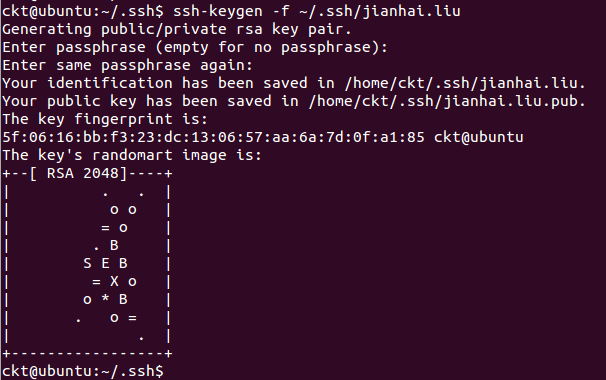 ckt@ubuntu:~/.ssh$ ssh-keygen -f ~/.ssh/jianhai.liu
Generating public/private rsa key pair.
Enter passphrase (empty for no passphrase):
Enter same passphrase again:
Your identification has been saved in /home/ckt/.ssh/jianhai.liu.
Your public key has been saved in /home/ckt/.ssh/jianhai.liu.pub.
The key fingerprint is:
5f:06:16:bb:f3:23:dc:13:06:57:aa:6a:7d:0f:a1:85 ckt@ubuntu
The key's randomart image is:
+--[ RSA 2048]----+
|          .   .  |
|           o o   |
|          = o    |
|         . B     |
|        S E B    |
|         = X o   |
|        o * B    |
|       .   o =   |
|              .  |
+-----------------+
ckt@ubuntu:~/.ssh$